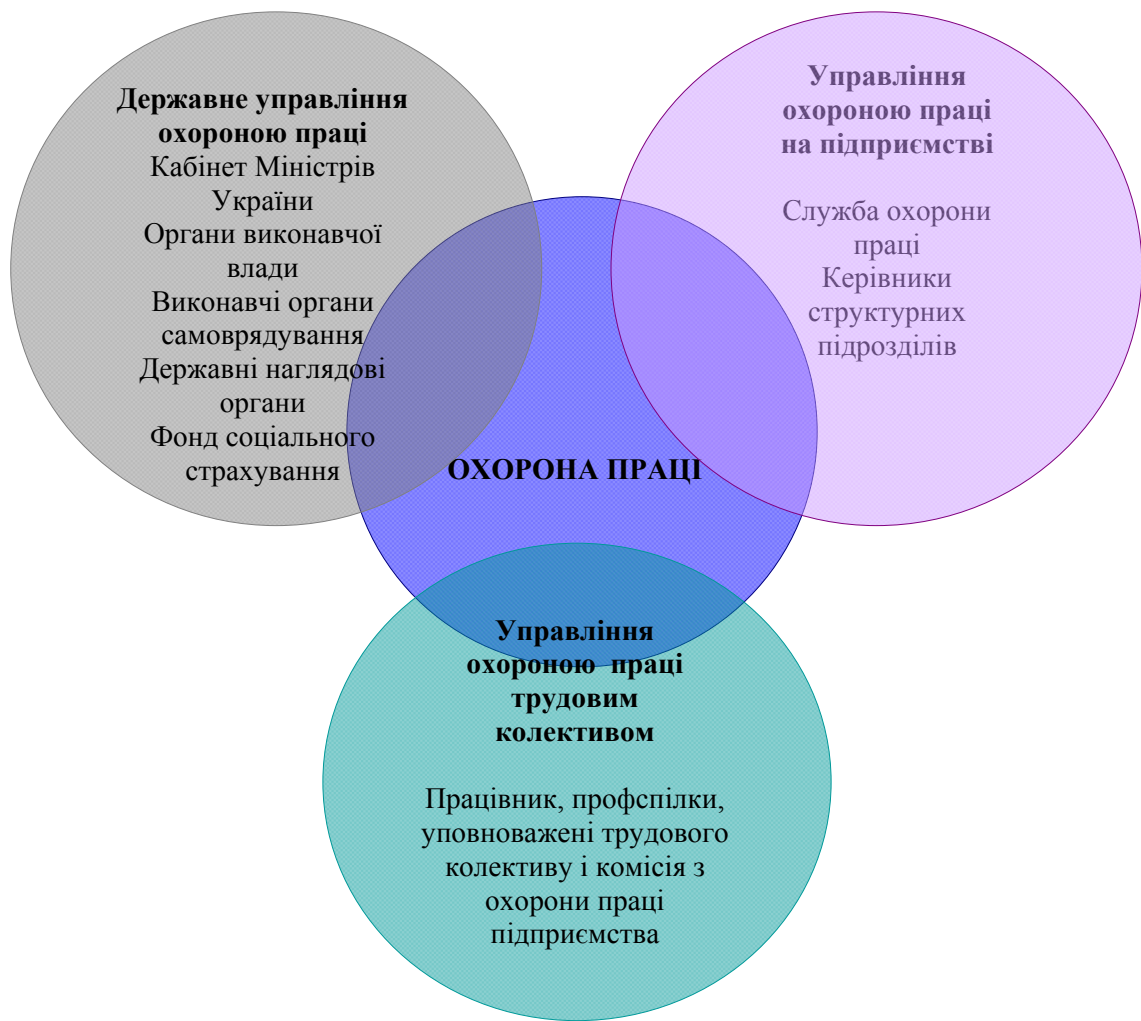 Державне управління
охороною праці
Кабінет Міністрів
України
Органи виконавчої
влади
Виконавчі органи
самоврядування
Державні наглядові
органи
Фонд соціального
страхування
Управління
охороною праці
на підприємстві
Служба охорони
праці
Керівники
структурних
підрозділів
ОХОРОНА ПРАЦІ
Управління
охороною праці
трудовим
колективом
Працівник, профспілки,
уповноважені трудового
колективу і комісія з
охорони праці
підприємства